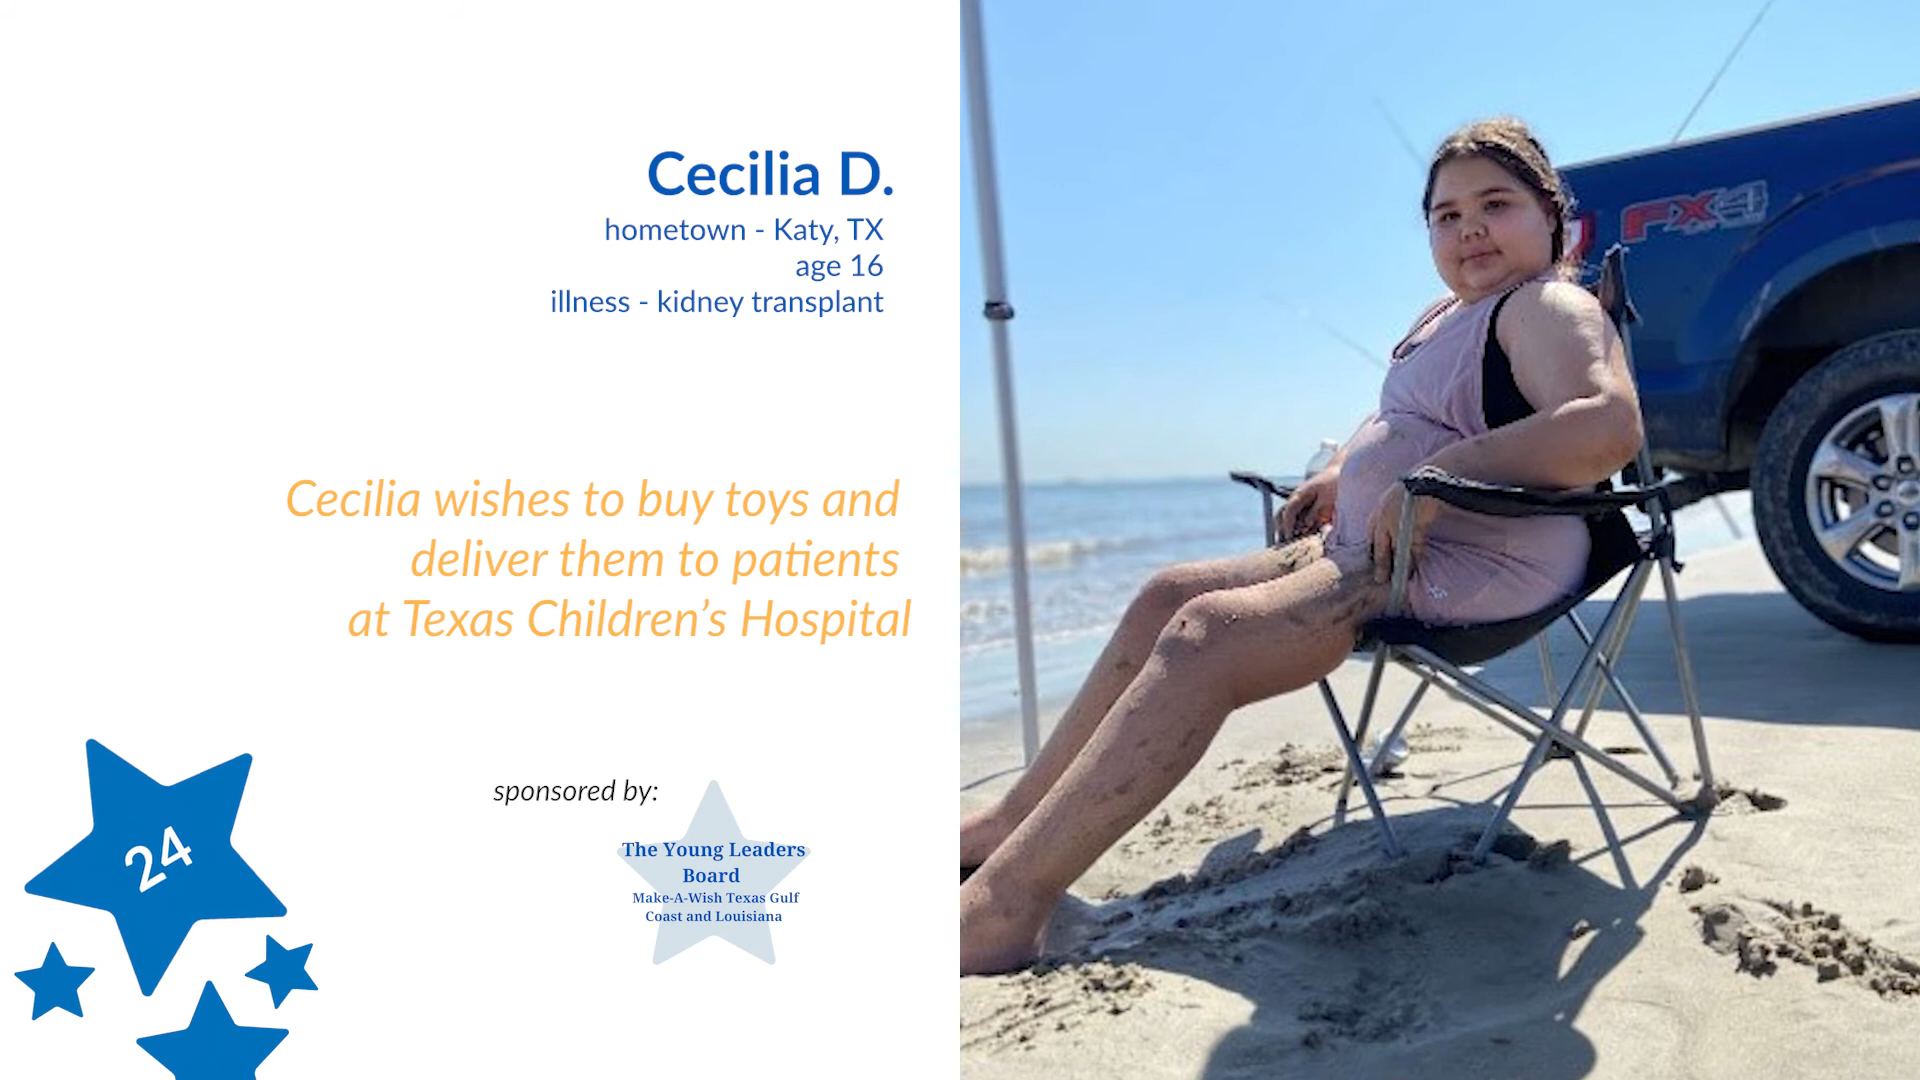 Cecilia D.
hometown - Katy, TX
age 16
illness - kidney transplant
Cecilia wishes to buy toys and
deliver them to patients
at Texas Children's Hospital
sponsored by:
The Young Leaders
Board
Make-A-Wish Texas Gulf
Coast and Louisiana
24
FX4